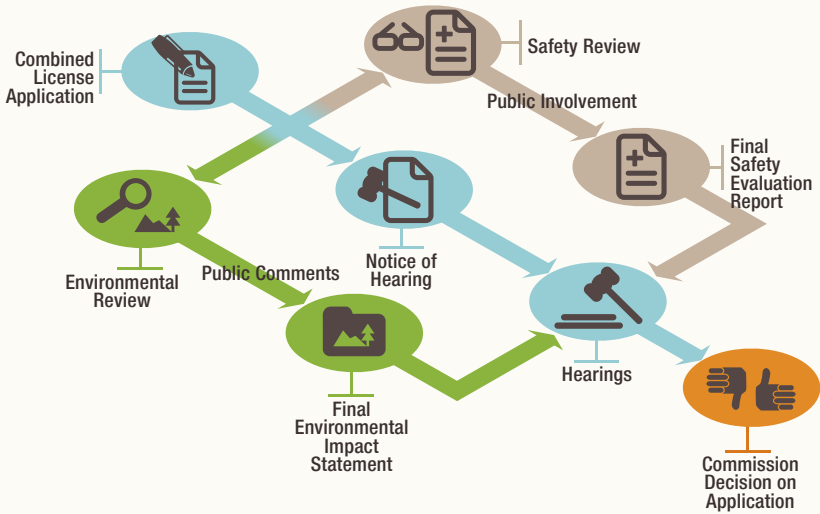 Combined
License
Application
Safety Review
Public Involvement
Final
Safety
Evaluation
Report
Environmental
Review
Public Comments
Notice of
Hearing
Final
Environmental
Impact
Statement
Hearings
Commission
Decision on
Application